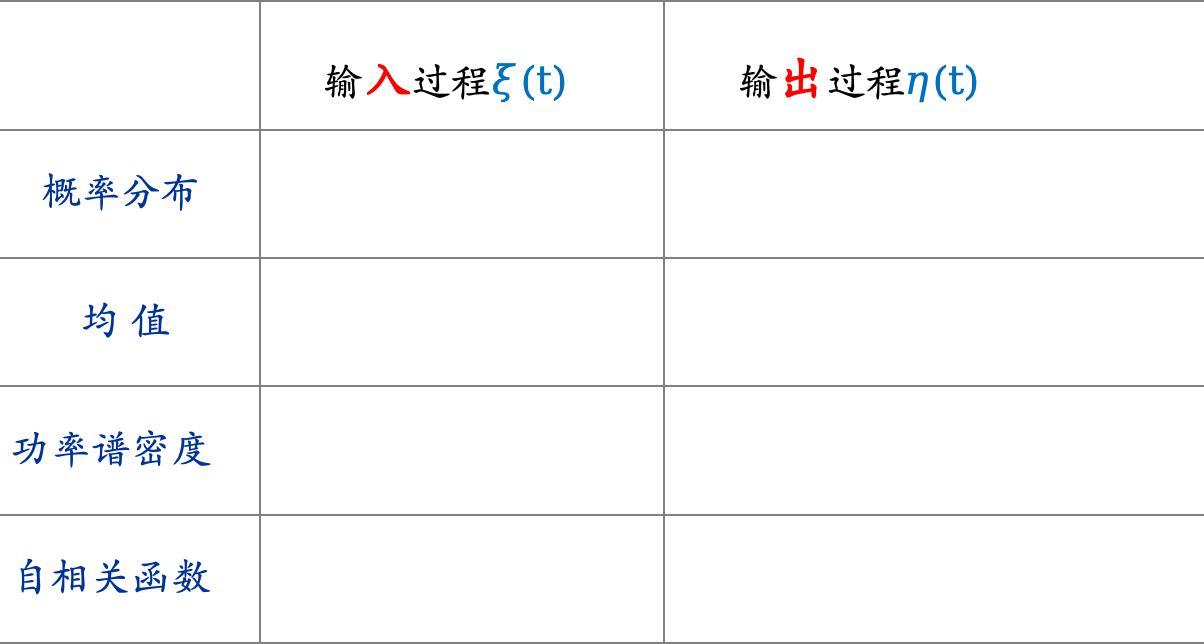 输入过程ξ(t)
输出过程η(t)
概率分布
均 值
功率谱密度
自相关函数